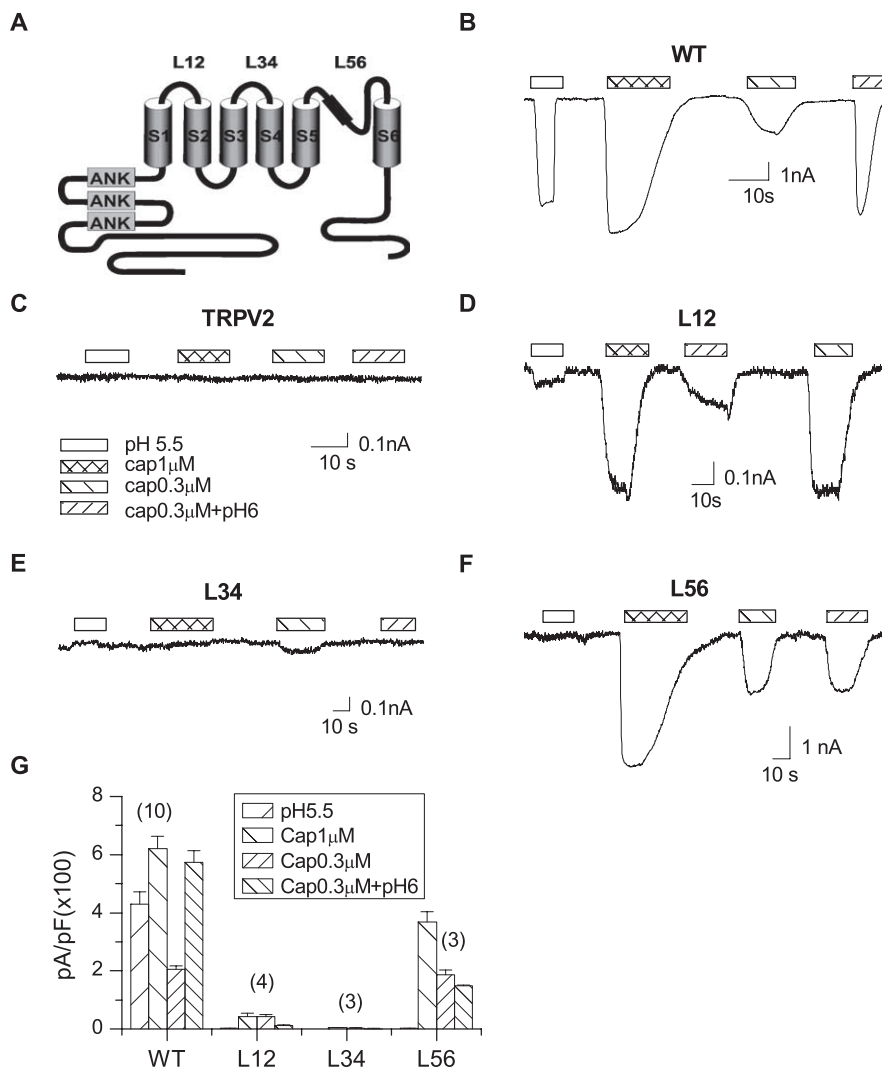 A
L12 L34 L56
S1 S2 S3 S4 S5 S6
ANK
ANK
ANK
B
WT
1nA
10s
C
TRPV2
pH 5.5
cap1μM
cap0.3μM
cap0.3μM+pH6
0.1nA
10 s
D
L12
0.1nA
10s
E
L34
0.1nA
10 s
F
L56
1 nA
10 s
G
pA/pF(x100)
8
6
4
2
0
(10)
(4)
(3)
(3)
pH5.5
Cap1μM
Cap0.3μM
Cap0.3μM+pH6
WT L12 L34 L56